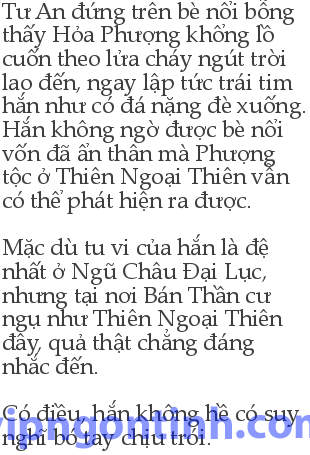 Tư An đứng trên bè nổi bỗng
thấy Hỏa Phượng khổng lồ
cuốn theo lửa cháy ngút trời
lao đến, ngay lập tức trái tim
hắn như có đá nặng đè xuống.
Hắn không ngờ được bè nổi
vốn đã ẩn thân mà Phượng
tộc ở Thiên Ngoại Thiên vẫn
có thể phát hiện ra được.

Mặc dù tu vi của hắn là đệ
nhất ở Ngũ Châu Đại Lục,
nhưng tại nơi Bán Thần cư
ngụ như Thiên Ngoại Thiên
đây, quả thật chẳng đáng
nhắc đến.

Có điều, hắn không hề có suy
nghĩ bó tay chịu trói.
vipngontinh.com